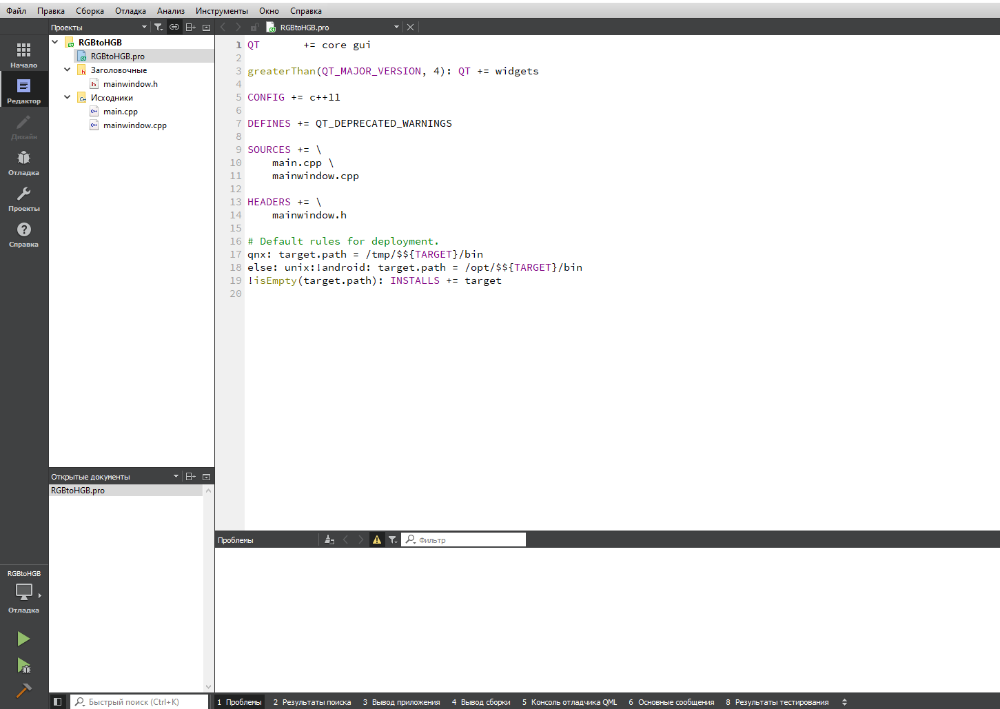 Файл Правка Сборка Отладка Анализ Инструменты Окно Справка
Проекты
RGBtoHGB.pro
Начало
Редактор
Дизайн
Отладка
Проекты
Справка
RGBtoHGB
RGBtoHGB.pro
Заголовочные
mainwindow.h
Исходники
main.cpp
mainwindow.cpp
1 QT       += core gui
2
3 greaterThan(QT_MAJOR_VERSION, 4): QT += widgets
4
5 CONFIG += c++11
6
7 DEFINES += QT_DEPRECATED_WARNINGS
8
9 SOURCES += \
10     main.cpp \
11     mainwindow.cpp
12
13 HEADERS += \
14     mainwindow.h
15
16 # Default rules for deployment.
17 qnx: target.path = /tmp/$${TARGET}/bin
18 else: unix:!android: target.path = /opt/$${TARGET}/bin
19 !isEmpty(target.path): INSTALLS += target
20
Открытые документы
RGBtoHGB.pro
Проблемы
Фильтр
RGBtoHGB
Отладка
Быстрый поиск (Ctrl+K)
1 Проблемы 2 Результаты поиска 3 Вывод приложения 4 Вывод сборки 5 Консоль отладчика QML 6 Основные сообщения 8 Результаты тестирования